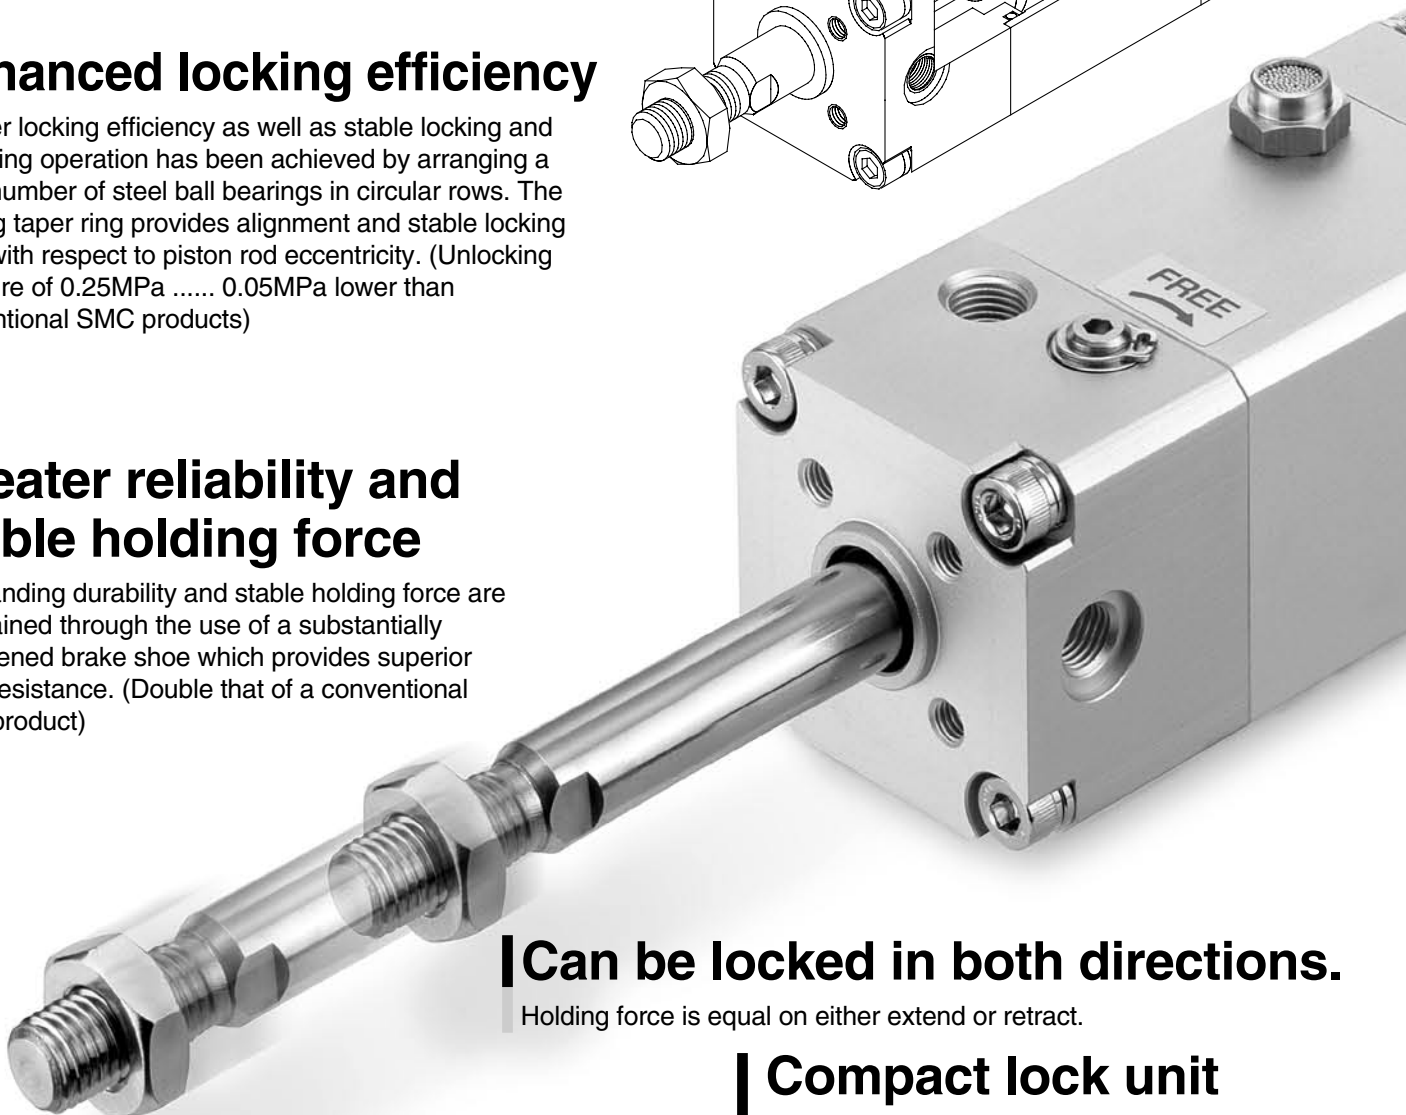 hanced locking efficiency
er locking efficiency as well as stable locking and
ing operation has been achieved by arranging a
number of steel ball bearings in circular rows. The
g taper ring provides alignment and stable locking
with respect to piston rod eccentricity. (Unlocking
re of 0.25MPa ...... 0.05MPa lower than
ntional SMC products)
FREE
eater reliability and
ble holding force
anding durability and stable holding force are
ained through the use of a substantially
ened brake shoe which provides superior
esistance. (Double that of a conventional
product)
Can be locked in both directions.
Holding force is equal on either extend or retract.
Compact lock unit